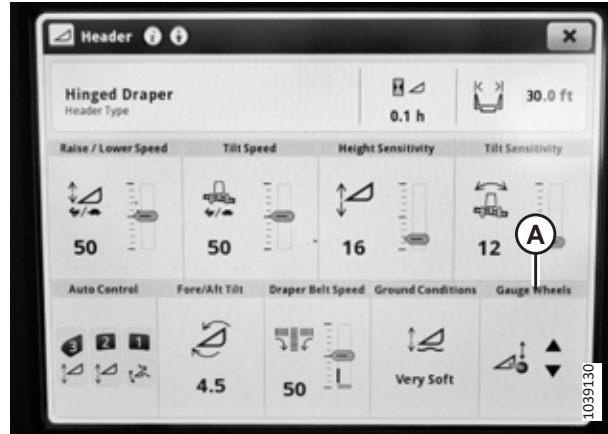 Header
Hinged Draper
Header Type
0.1 h
30.0 ft
Raise / Lower Speed
Tilt Speed
Height Sensitivity
Tilt Sensitivity
50
50
16
12
A
Auto Control
Fore/Aft Tilt
Draper Belt Speed
Ground Conditions
Gauge Wheels
3
2
1
4.5
50
Very Soft
1039130